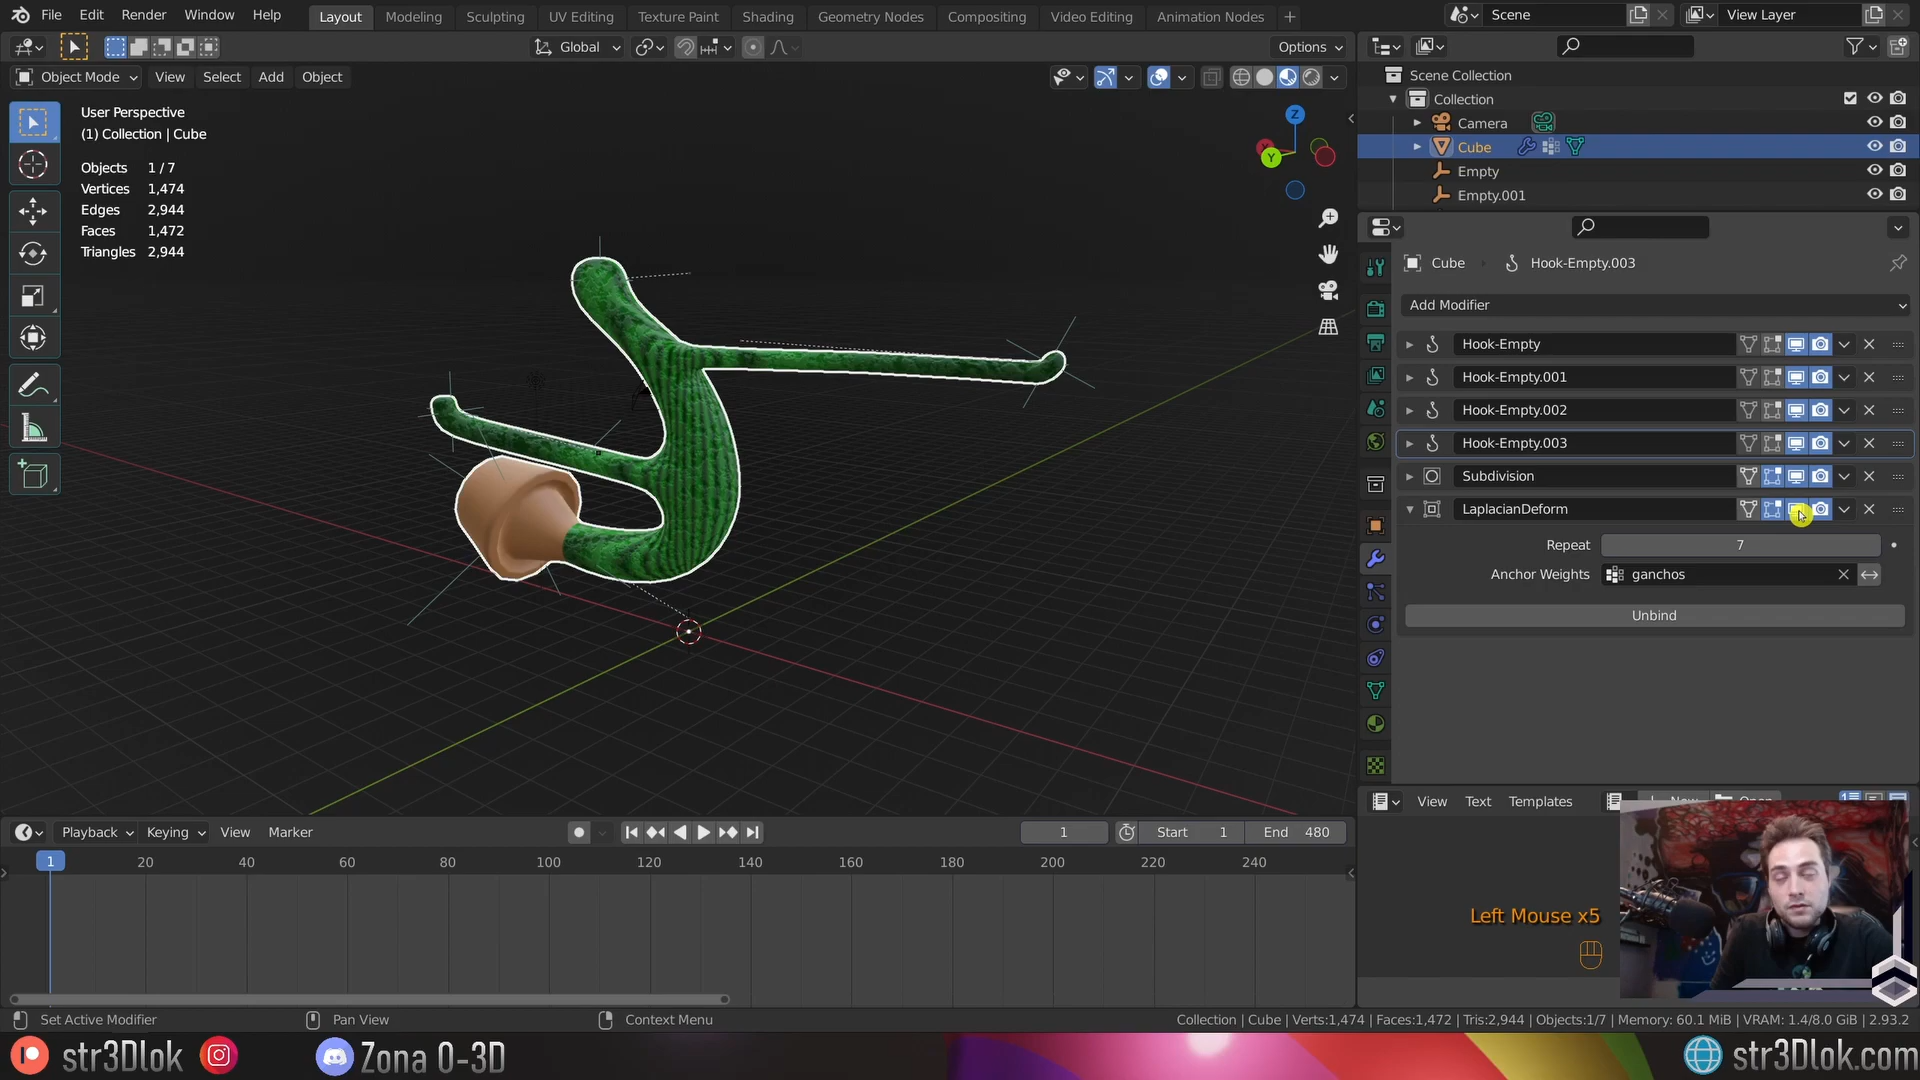 File Edit Render Window Help Layout Modeling Sculpting UV Editing Texture Paint Shading Geometry Nodes Compositing Video Editing Animation Nodes + Scene View Layer
Global Options
Object Mode View Select Add Object
User Perspective
(1) Collection | Cube
Objects 1 / 7
Vertices 1,474
Edges 2,944
Faces 1,472
Triangles 2,944
Z
Y
Scene Collection
Collection
Camera
Cube
Empty
Empty.001
Cube Hook-Empty.003
Add Modifier
Hook-Empty
Hook-Empty.001
Hook-Empty.002
Hook-Empty.003
Subdivision
LaplacianDeform
Repeat 7
Anchor Weights ganchos
Unbind
View Text Templates
Playback Keying View Marker 1 Start 1 End 480
1 20 40 60 80 100 120 140 160 180 200 220 240
Left Mouse x5
Set Active Modifier Pan View Context Menu Collection | Cube | Verts:1,474 | Faces:1,472 | Tris:2,944 | Objects:1/7 | Memory: 60.1 MiB | VRAM: 1.4/8.0 GiB | 2.93.2
str3Dlok Zona 0-3D str3Dlok.com